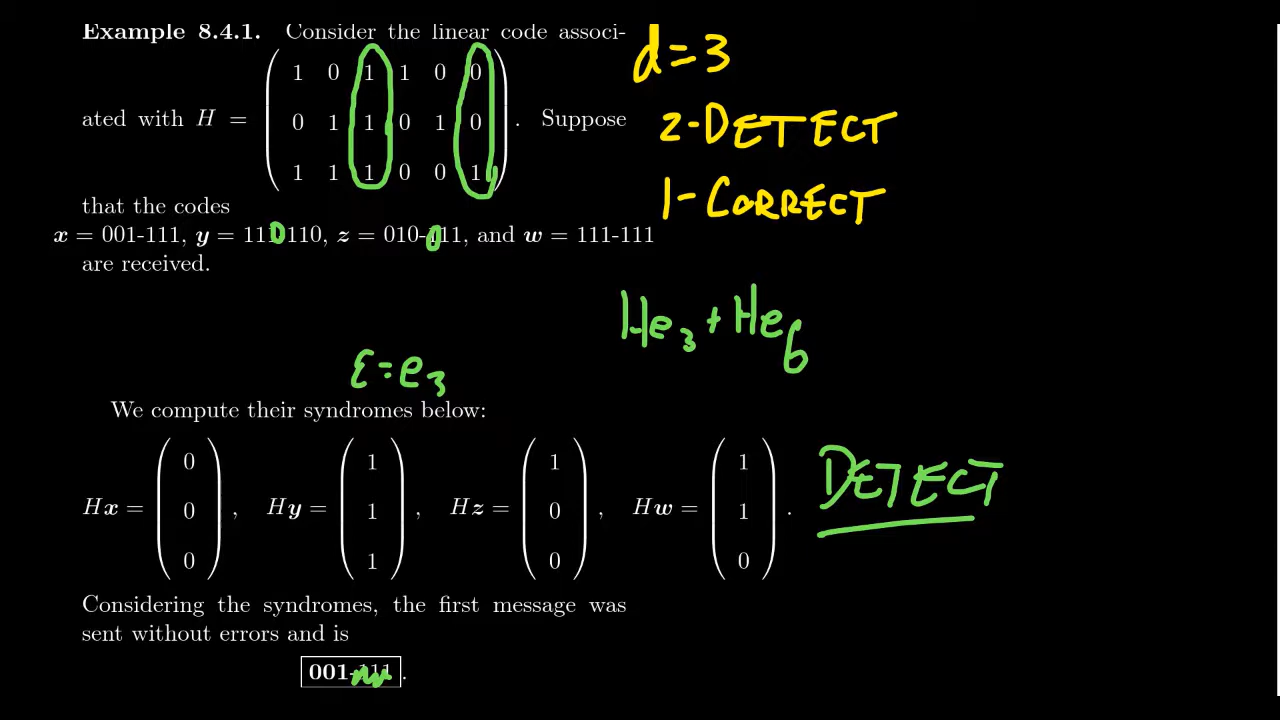 Example 8.4.1. Consider the linear code associ-
ated with H = ( 1 0 1 1 0 0
0 1 1 0 1 0
1 1 1 0 0 1 ). Suppose
that the codes
x = 001-111, y = 111 0 110, z = 010-0 11, and w = 111-111
are received.
d=3
2-DETECT
1-CORRECT
He3 + He6
ε=e3
We compute their syndromes below:
Hx = ( 0 0 0 ), Hy = ( 1 1 1 ), Hz = ( 1 0 0 ), Hw = ( 1 1 0 ).
DETECT
Considering the syndromes, the first message was
sent without errors and is
001-111.